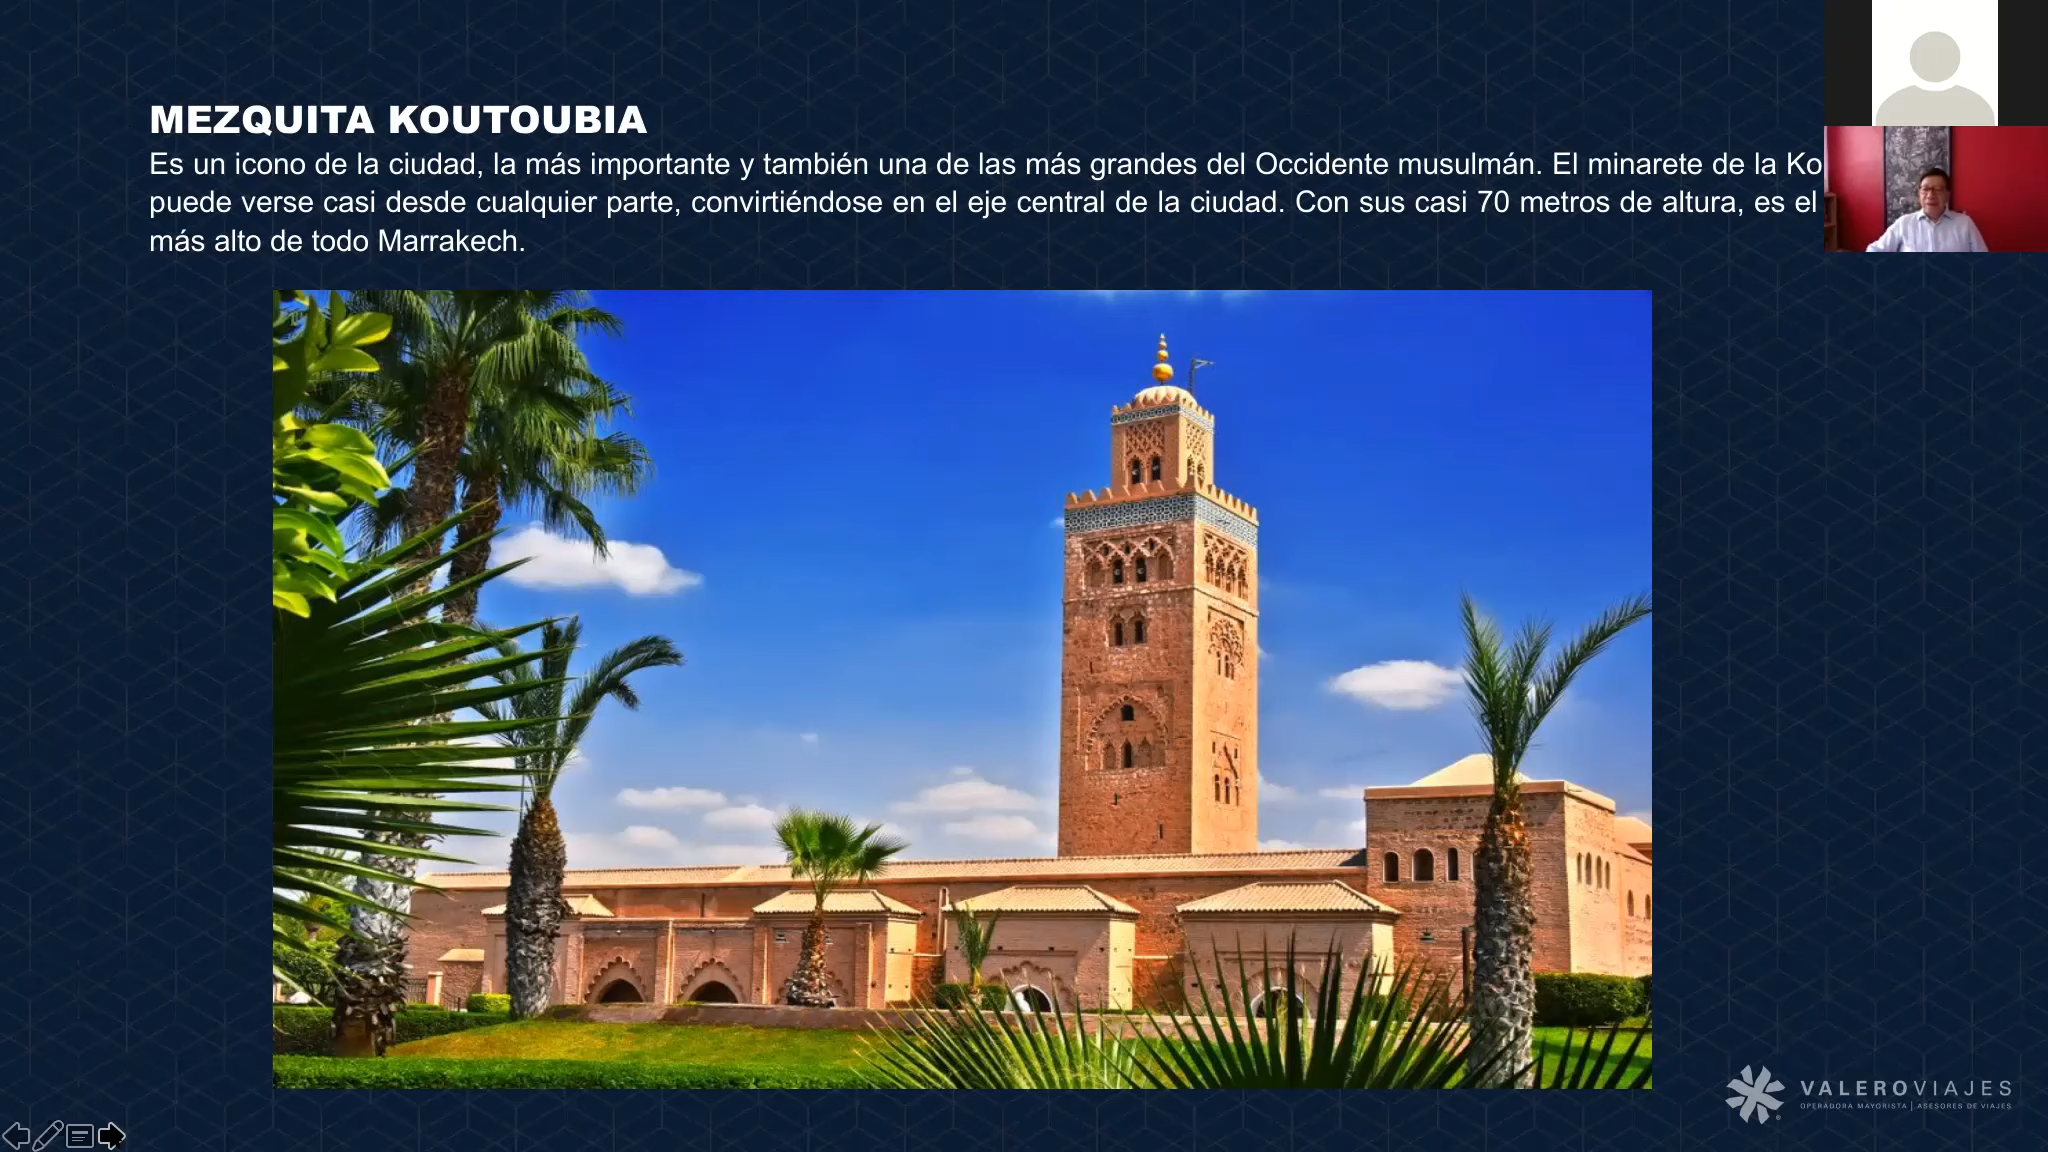 MEZQUITA KOUTOUBIA
Es un icono de la ciudad, la más importante y también una de las más grandes del Occidente musulmán. El minarete de la Ko
puede verse casi desde cualquier parte, convirtiéndose en el eje central de la ciudad. Con sus casi 70 metros de altura, es el
más alto de todo Marrakech.
VALEROVIAJES
OPERADORA MAYORISTA | ASESORES DE VIAJES